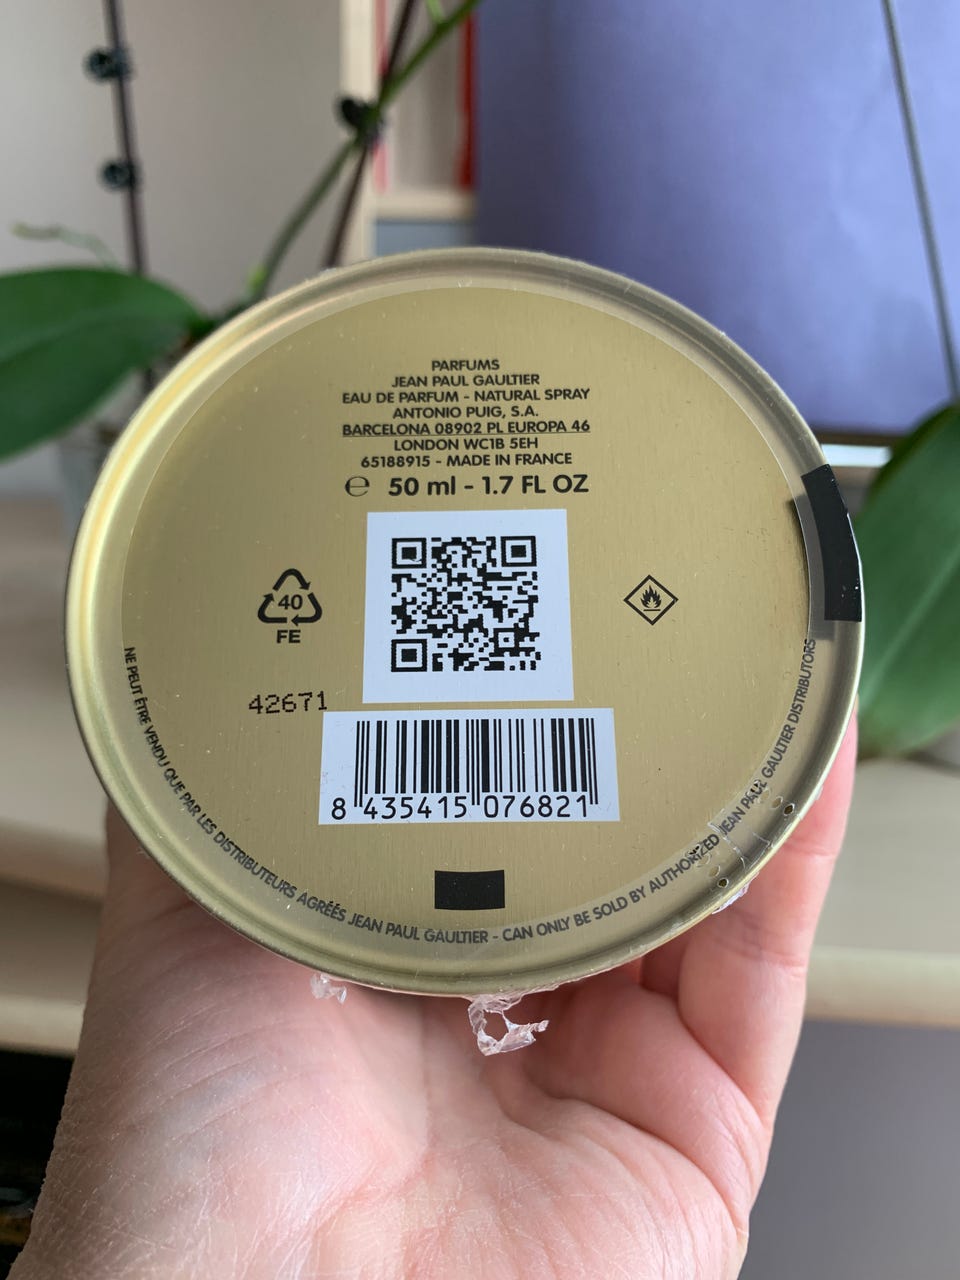 PARFUMS
JEAN PAUL GAULTIER
EAU DE PARFUM - NATURAL SPRAY
ANTONIO PUIG, S.A.
BARCELONA 08902 PL EUROPA 46
LONDON WC1B 5EH
65188915 - MADE IN FRANCE
℮ 50 ml - 1.7 FL OZ
40
FE
42671
8 435415 076821
NE PEUT ÊTRE VENDU QUE PAR LES DISTRIBUTEURS AGRÉÉS JEAN PAUL GAULTIER - CAN ONLY BE SOLD BY AUTHORIZED JEAN PAUL GAULTIER DISTRIBUTORS